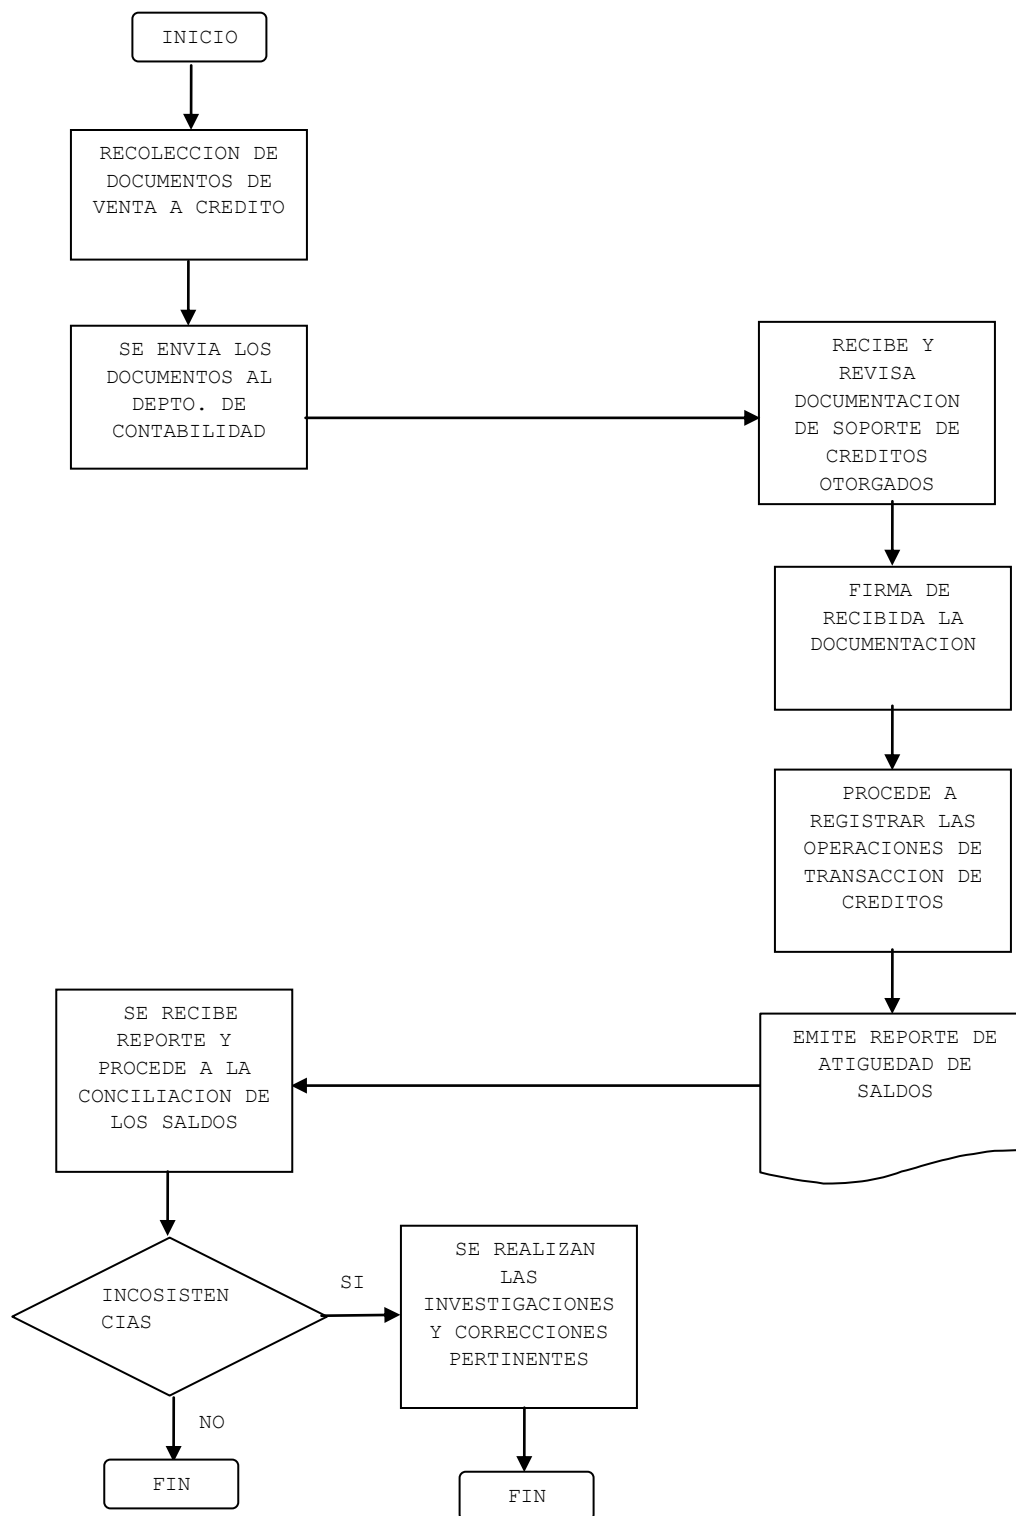 INICIO
RECOLECCION DE
DOCUMENTOS DE
VENTA A CREDITO
SE ENVIA LOS
DOCUMENTOS AL
DEPTO. DE
CONTABILIDAD
RECIBE Y
REVISA
DOCUMENTACION
DE SOPORTE DE
CREDITOS
OTORGADOS
FIRMA DE
RECIBIDA LA
DOCUMENTACION
PROCEDE A
REGISTRAR LAS
OPERACIONES DE
TRANSACCION DE
CREDITOS
EMITE REPORTE DE
ATIGUEDAD DE
SALDOS
SE RECIBE
REPORTE Y
PROCEDE A LA
CONCILIACION DE
LOS SALDOS
INCOSISTEN
CIAS
SI
SE REALIZAN
LAS
INVESTIGACIONES
Y CORRECCIONES
PERTINENTES
NO
FIN
FIN